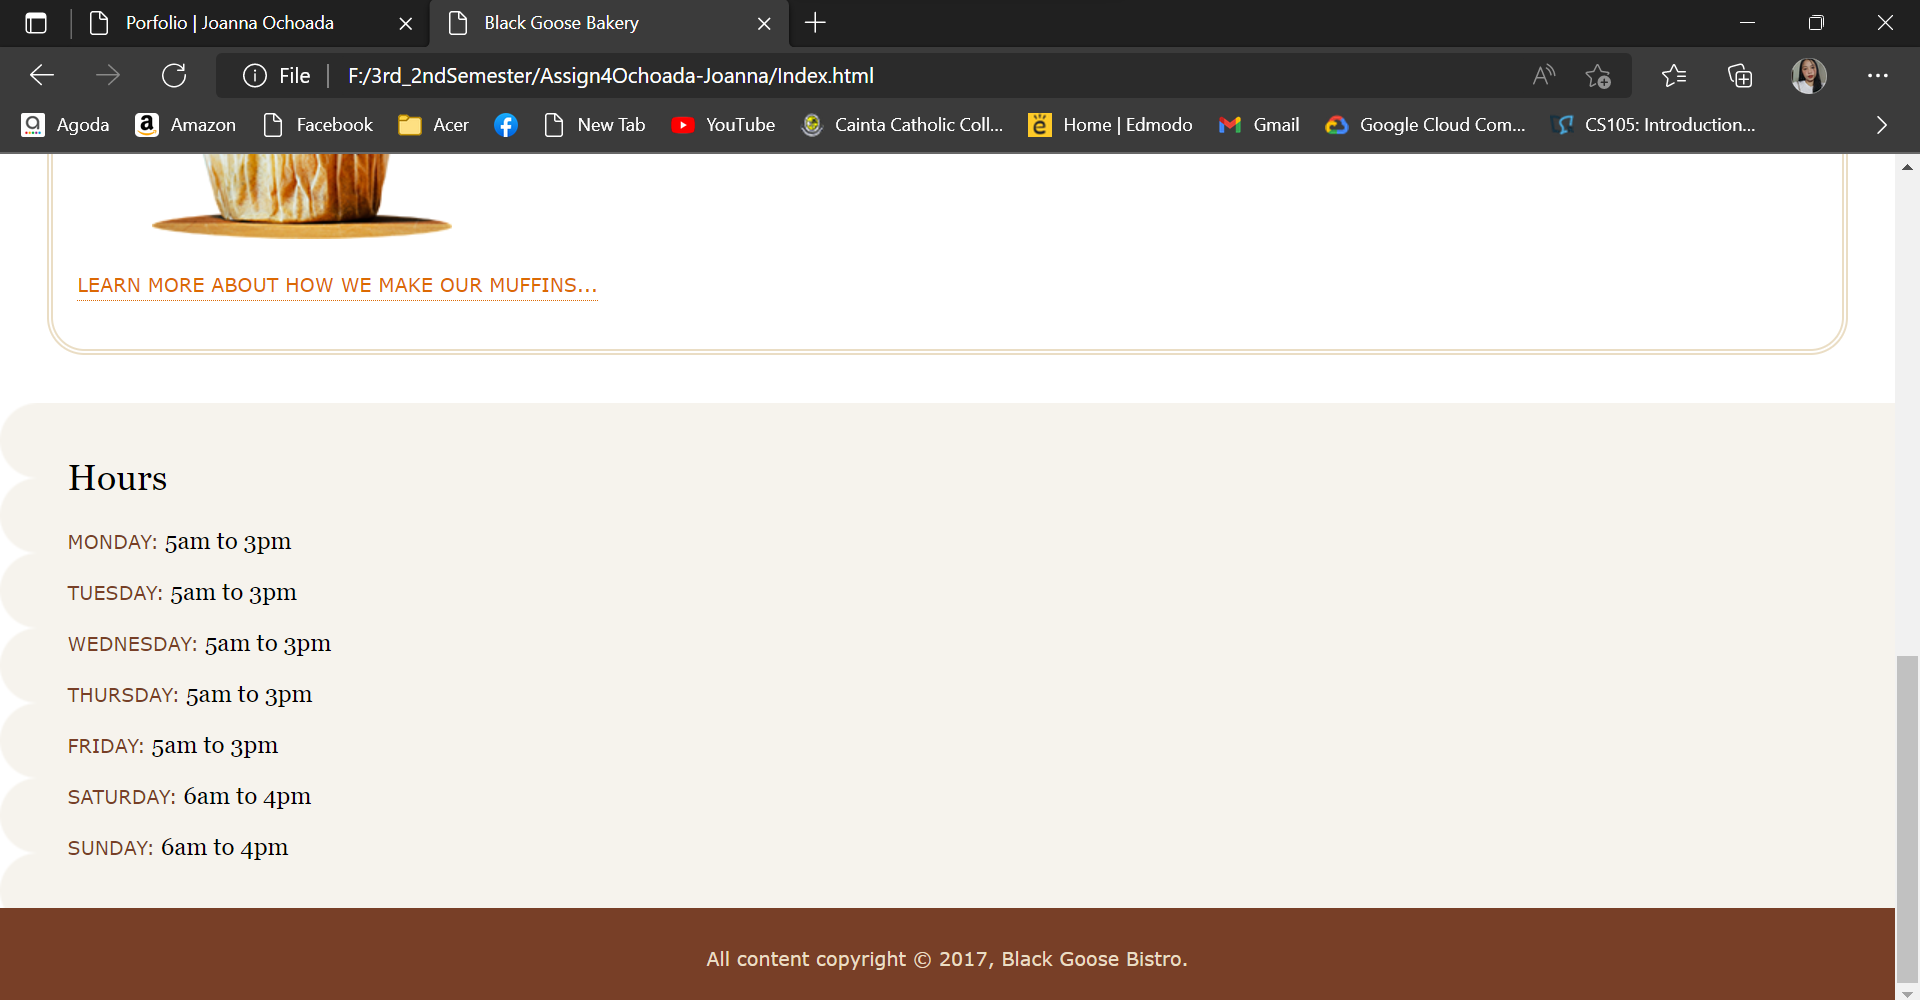 Porfolio | Joanna Ochoada
Black Goose Bakery
File
F:/3rd_2ndSemester/Assign4Ochoada-Joanna/Index.html
Agoda
Amazon
Facebook
Acer
New Tab
YouTube
Cainta Catholic Coll...
Home | Edmodo
Gmail
Google Cloud Com...
CS105: Introduction...
LEARN MORE ABOUT HOW WE MAKE OUR MUFFINS...
Hours
MONDAY: 5am to 3pm
TUESDAY: 5am to 3pm
WEDNESDAY: 5am to 3pm
THURSDAY: 5am to 3pm
FRIDAY: 5am to 3pm
SATURDAY: 6am to 4pm
SUNDAY: 6am to 4pm
All content copyright © 2017, Black Goose Bistro.